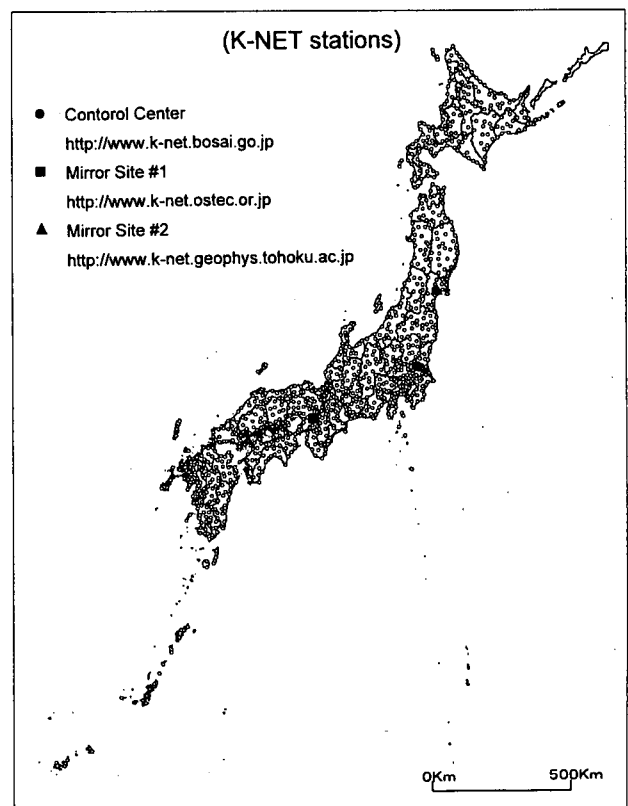 (K-NET stations)
● Contorol Center
http://www.k-net.bosai.go.jp
■ Mirror Site #1
http://www.k-net.ostec.or.jp
▲ Mirror Site #2
http://www.k-net.geophys.tohoku.ac.jp
0Km 500Km